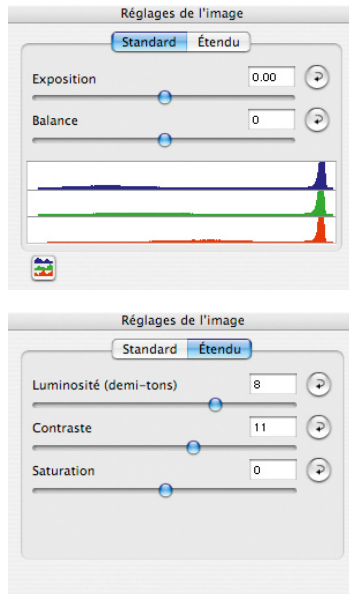 Réglages de l'image
Standard Étendu
Exposition 0.00
Balance 0
Réglages de l'image
Standard Étendu
Luminosité (demi-tons) 8
Contraste 11
Saturation 0